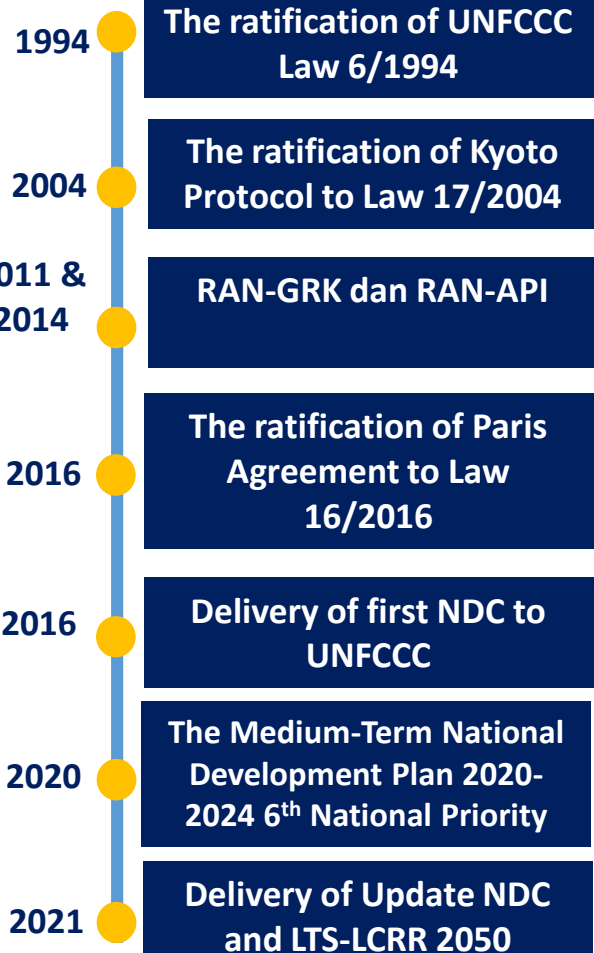 1994
The ratification of UNFCCC
Law 6/1994
2004
The ratification of Kyoto
Protocol to Law 17/2004
011 &
2014
RAN-GRK dan RAN-API
2016
The ratification of Paris
Agreement to Law
16/2016
2016
Delivery of first NDC to
UNFCCC
2020
The Medium-Term National
Development Plan 2020-
2024 6th National Priority
2021
Delivery of Update NDC
and LTS-LCRR 2050